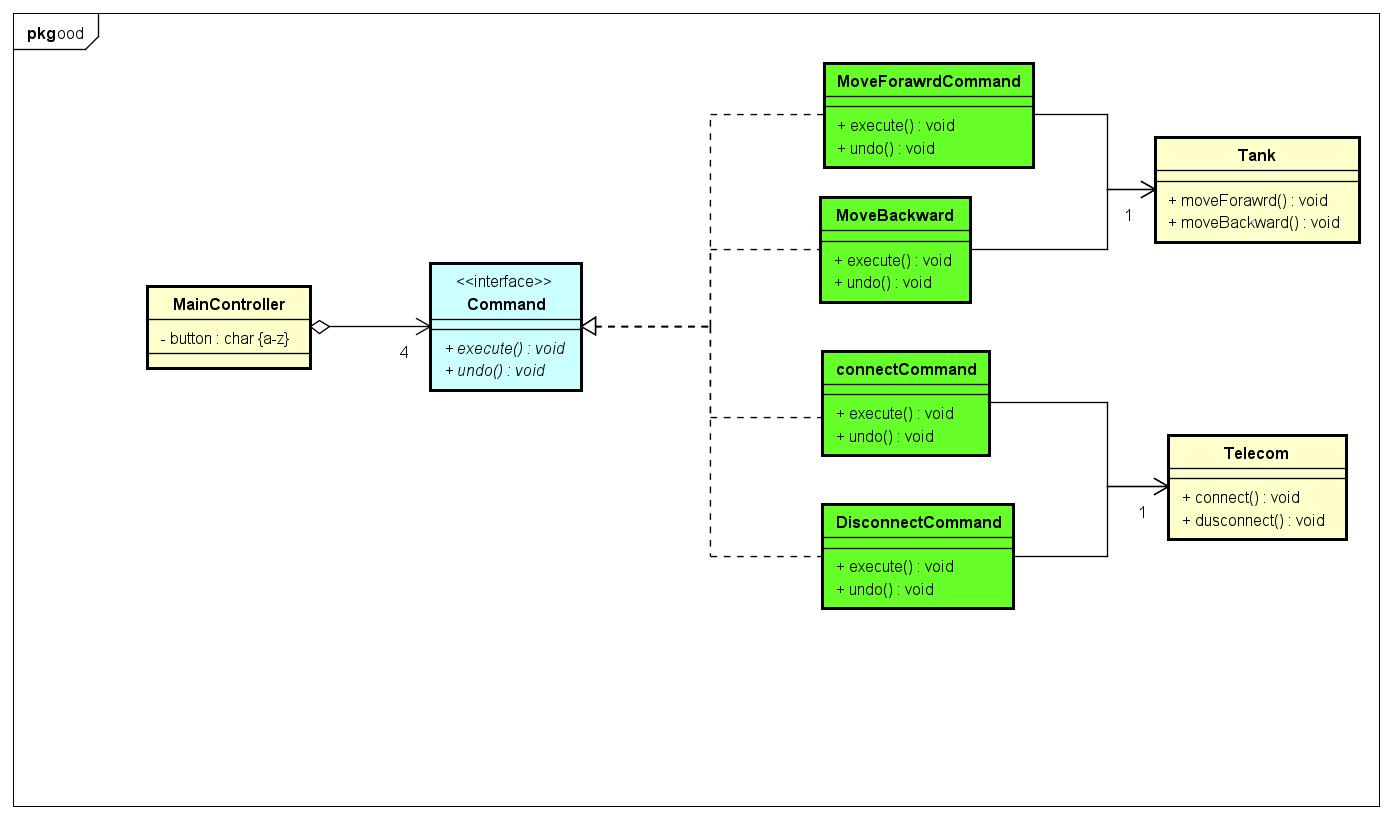 pkgood
MoveForawrdCommand
+ execute() : void
+ undo() : void
Tank
+ moveForawrd() : void
+ moveBackward() : void
1
MoveBackward
+ execute() : void
+ undo() : void
MainController
- button : char {a-z}
4
<<interface>>
Command
+ execute() : void
+ undo() : void
connectCommand
+ execute() : void
+ undo() : void
Telecom
+ connect() : void
+ dusconnect() : void
1
DisconnectCommand
+ execute() : void
+ undo() : void